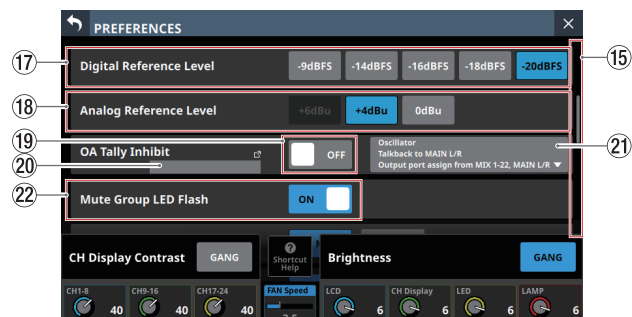 PREFERENCES
⑰ Digital Reference Level -9dBFS -14dBFS -16dBFS -18dBFS -20dBFS ⑮
⑱ Analog Reference Level +6dBu +4dBu 0dBu
⑲
OA Tally Inhibit OFF
⑳
Oscillator
Talkback to MAIN L/R
Output port assign from MIX 1-22, MAIN L/R ㉑
㉒ Mute Group LED Flash ON
CH Display Contrast GANG
Shortcut
Help
Brightness GANG
CH1-8 CH9-16 CH17-24 FAN Speed LCD CH Display LED LAMP
40 40 40 6 6 6 6